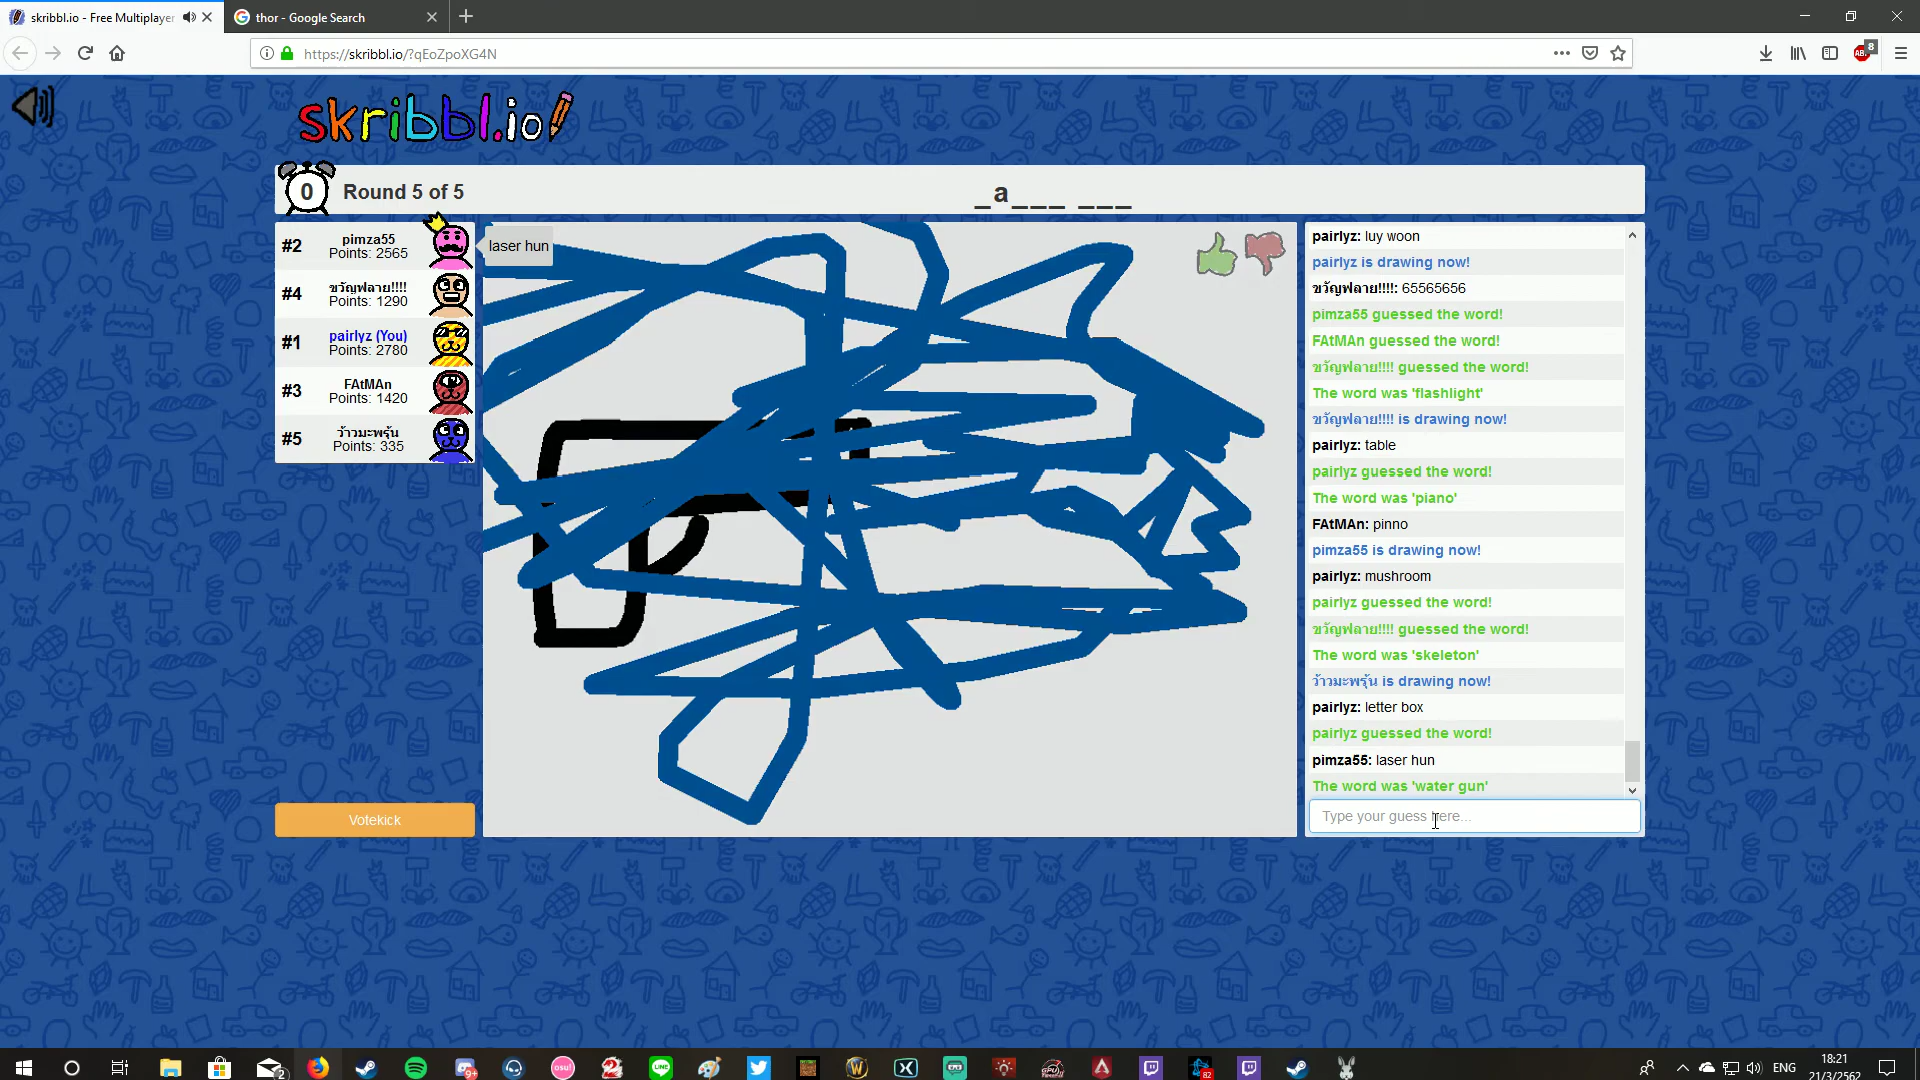 skribbl.io - Free Multiplayer
thor - Google Search
https://skribbl.io/?qEoZpoXG4N
8
skribbl.io
0
Round 5 of 5
_a___ ___
#2
pimza55
Points: 2565
laser hun
#4
ขวัญฟลาย!!!!
Points: 1290
#1
pairlyz (You)
Points: 2780
#3
FAtMAn
Points: 1420
#5
ว้าวมะพรุ้น
Points: 335
Votekick
pairlyz: luy woon
pairlyz is drawing now!
ขวัญฟลาย!!!!: 65565656
pimza55 guessed the word!
FAtMAn guessed the word!
ขวัญฟลาย!!!! guessed the word!
The word was 'flashlight'
ขวัญฟลาย!!!! is drawing now!
pairlyz: table
pairlyz guessed the word!
The word was 'piano'
FAtMAn: pinno
pimza55 is drawing now!
pairlyz: mushroom
pairlyz guessed the word!
ขวัญฟลาย!!!! guessed the word!
The word was 'skeleton'
ว้าวมะพรุ้น is drawing now!
pairlyz: letter box
pairlyz guessed the word!
pimza55: laser hun
The word was 'water gun'
Type your guess here...
ENG
18:21
21/3/2562